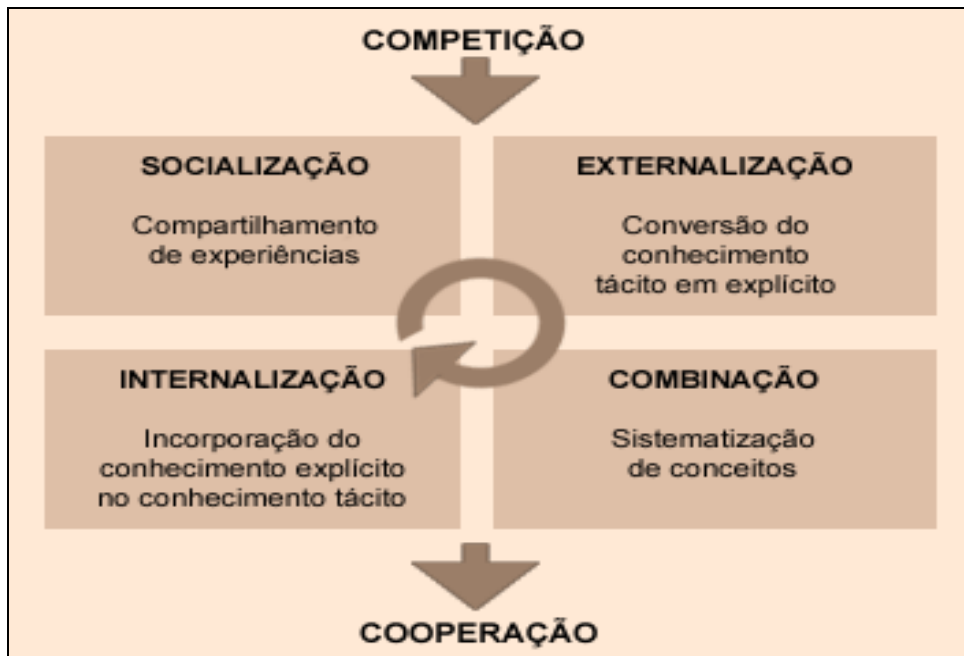 COMPETIÇÃO
SOCIALIZAÇÃO
Compartilhamento
de experiências
EXTERNALIZAÇÃO
Conversão do
conhecimento
tácito em explícito
INTERNALIZAÇÃO
Incorporação do
conhecimento explícito
no conhecimento tácito
COMBINAÇÃO
Sistematização
de conceitos
COOPERAÇÃO